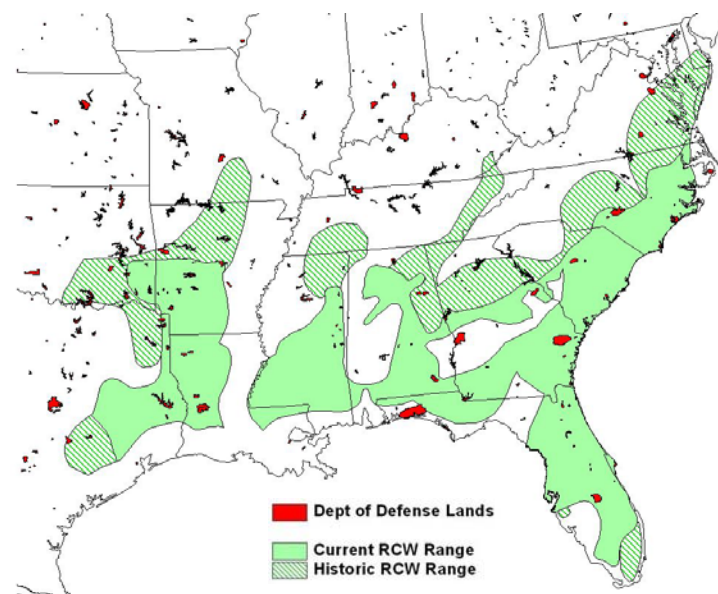 Dept of Defense Lands
Current RCW Range
Historic RCW Range